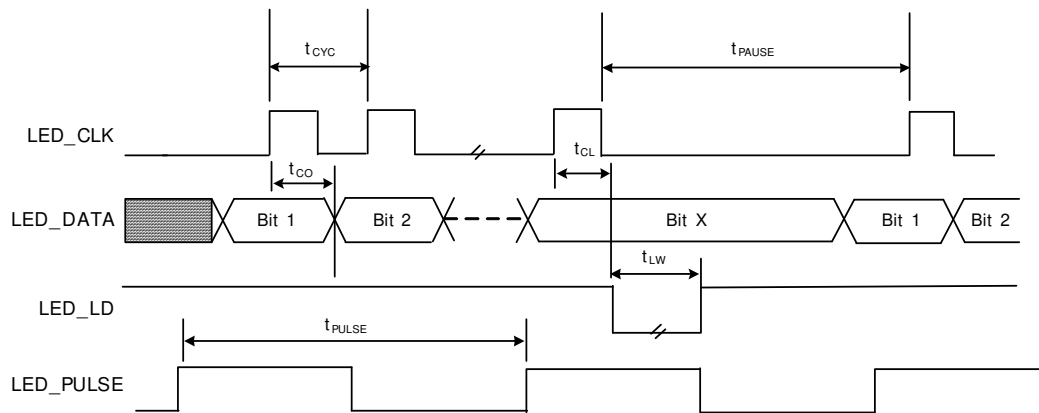 tCYC
tPAUSE
LED_CLK
tCO
tCL
LED_DATA
Bit 1
Bit 2
Bit X
Bit 1
Bit 2
tLW
LED_LD
tPULSE
LED_PULSE